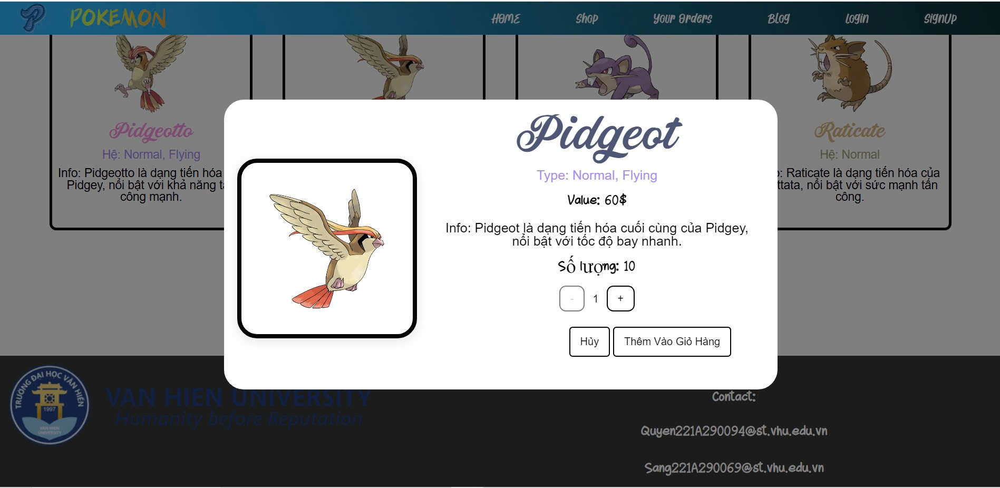 POKEMON
HOME
Shop
Your Orders
Blog
Login
SignUp
Pidgeotto
Hệ: Normal, Flying
Info: Pidgeotto là dạng tiến hóa
Pidgey, nổi bật với khả năng
công mạnh.
Pidgeot
Type: Normal, Flying
Value: 60$
Info: Pidgeot là dạng tiến hóa cuối cùng của Pidgey,
nổi bật với tốc độ bay nhanh.
Số lượng: 10
- 1 +
Hủy
Thêm Vào Giỏ Hàng
Raticate
Hệ: Normal
: Raticate là dạng tiến hóa của
ttata, nổi bật với sức mạnh tấn
công.
TRƯỜNG ĐẠI HỌC VĂN HIẾN
1997
VAN HIEN
UNIVERSITY
VAN HIEN UNIVERSITY
Humanity before Reputation
Contact:
Quyen221A290094@st.vhu.edu.vn
Sang221A290069@st.vhu.edu.vn